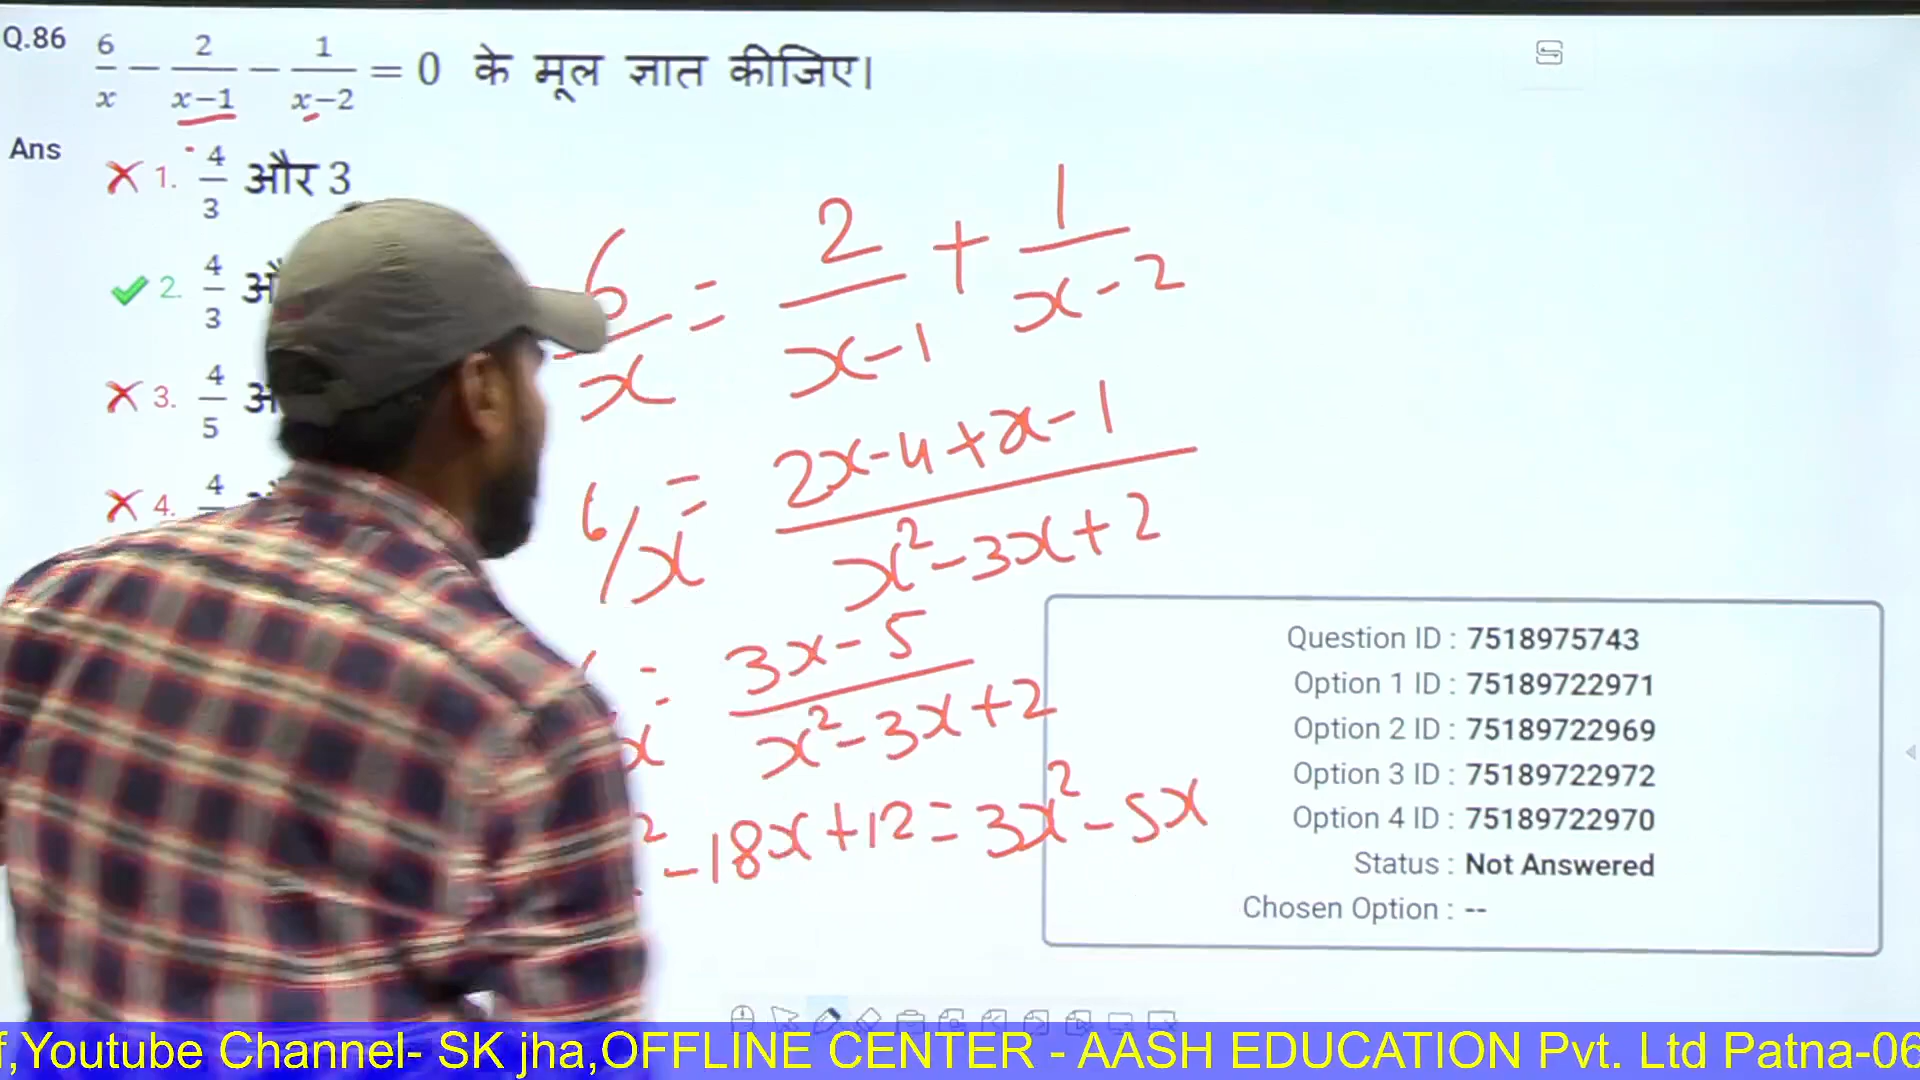 Q.86 6/x − 2/(x−1) − 1/(x−2) = 0 के मूल ज्ञात कीजिए।
Ans
1. 4/3 और 3
2. 4/3
3. 4/5
4. 4
6/x = 2/(x-1) + 1/(x-2)
6/x = (2x-4+x-1)/(x²-3x+2)
= (3x-5)/(x²-3x+2)
x
² -18x+12=3x²-5x
Question ID : 7518975743
Option 1 ID : 75189722971
Option 2 ID : 75189722969
Option 3 ID : 75189722972
Option 4 ID : 75189722970
Status : Not Answered
Chosen Option : --
f,Youtube Channel- SK jha,OFFLINE CENTER - AASH EDUCATION Pvt. Ltd Patna-06